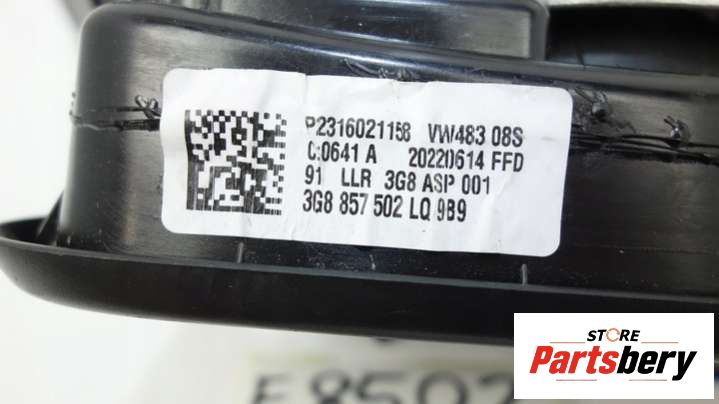 P2316021158 VW483 08S
C:0641 A 20220614 FFD
91 LLR 3G8 ASP 001
3G8 857 502 LQ 9B9
STORE
Partsbery